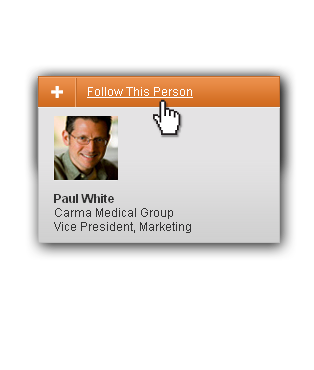 Follow This Person
Paul White
Carma Medical Group
Vice President, Marketing